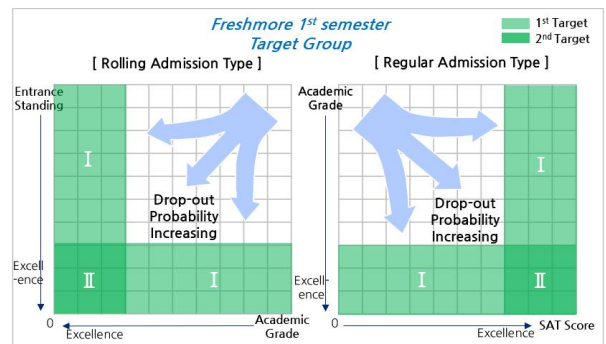 Freshmore 1st semester
Target Group
1st Target
2nd Target
[ Rolling Admission Type ]
Entrance
Standing
I
Drop-out
Probability
Increasing
Excell
-ence
II
I
0
Excellence
Academic
Grade
[ Regular Admission Type ]
Academic
Grade
I
Drop-out
Probability
Increasing
Excell-
ence
I
II
0
Excellence
SAT Score